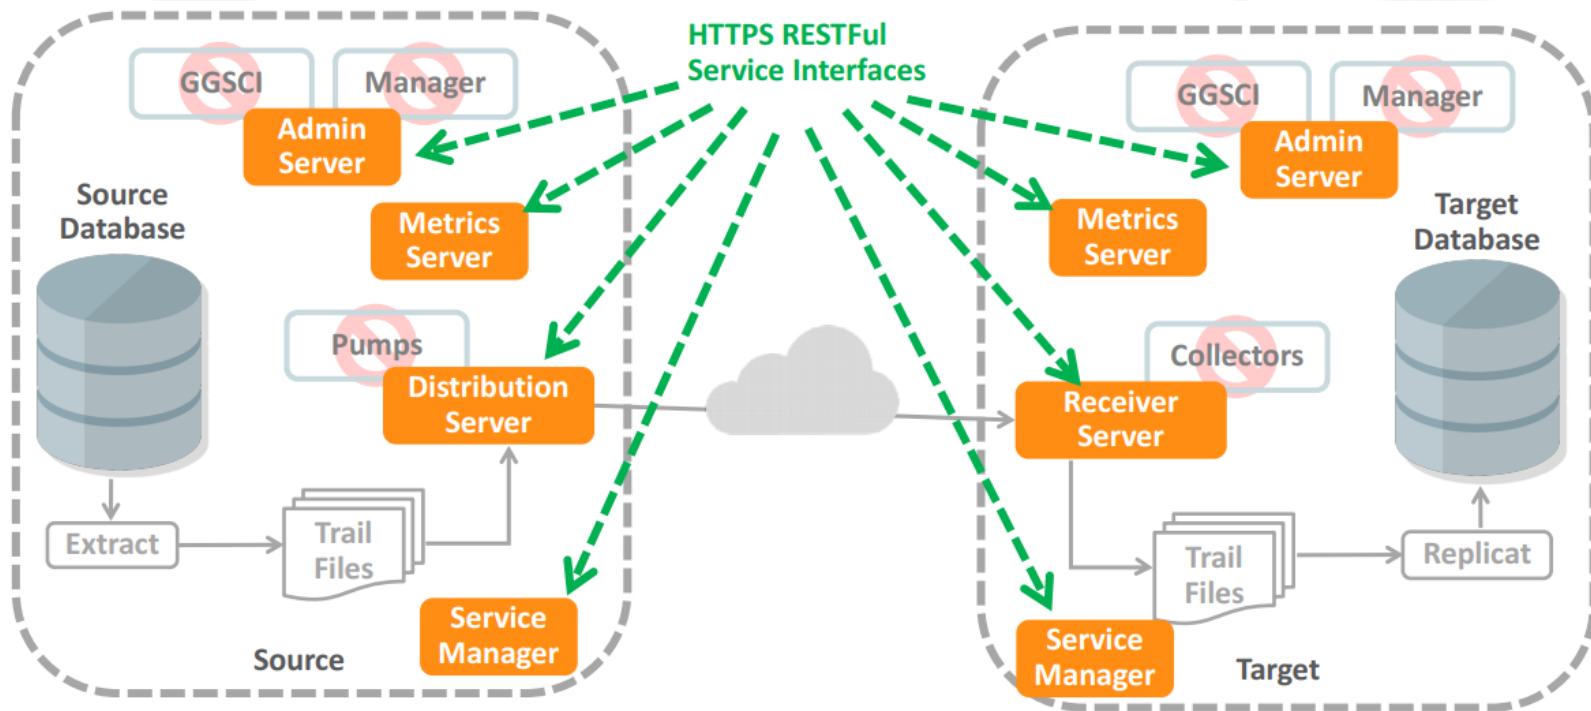 HTTPS RESTFul
Service Interfaces
GGSCI
Manager
Admin
Server
Source
Database
Metrics
Server
Pumps
Distribution
Server
Extract
Trail
Files
Service
Manager
Source
GGSCI
Manager
Admin
Server
Metrics
Server
Target
Database
Collectors
Receiver
Server
Trail
Files
Replicat
Service
Manager
Target